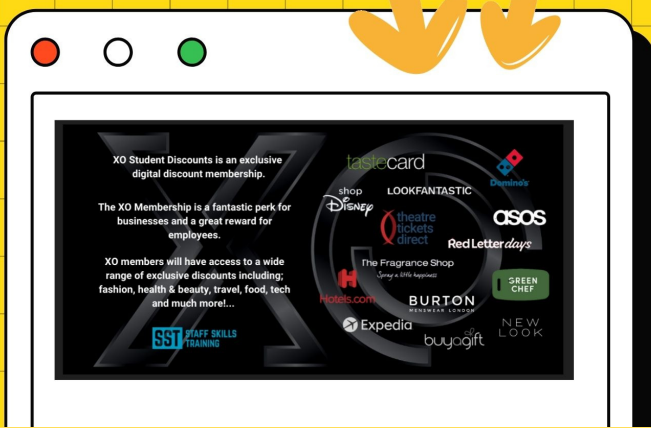 XO Student Discounts is an exclusive
digital discount membership.
The XO Membership is a fantastic perk for
businesses and a great reward for
employees.
XO members will have access to a wide
range of exclusive discounts including;
fashion, health & beauty, travel, food, tech
and much more!...
SST STAFF SKILLS
TRAINING
XO
tastecard
Domino's
shop
Disney
LOOKFANTASTIC
theatre
tickets
direct
asos
Red Letter days
The Fragrance Shop
Spray a little happiness
Hotels.com
GREEN
CHEF
BURTON
MENSWEAR LONDON
Expedia
buyagift
NEW
LOOK